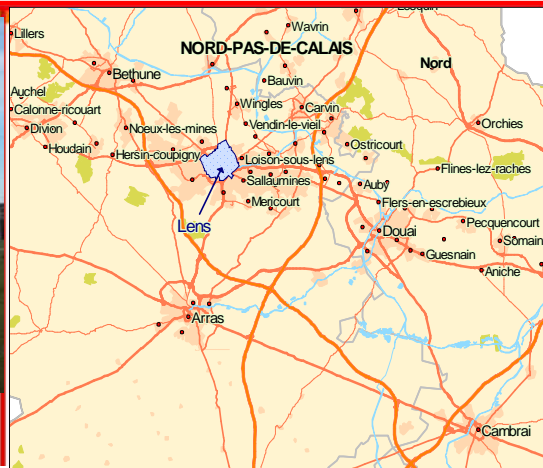 Lesquin
Wavrin
Lillers
NORD-PAS-DE-CALAIS
Nord
Bethune
Bauvin
Auchel
Wingles
Carvin
Calonne-ricouart
Vendin-le-vieil
Orchies
Divion
Noeux-les-mines
Houdain
Ostricourt
Hersin-coupigny
Loison-sous-lens
Flines-lez-raches
Sallaumines
Auby
Mericourt
Flers-en-escrebieux
Lens
Pecquencourt
Douai
Somain
Guesnain
Aniche
Arras
Cambrai